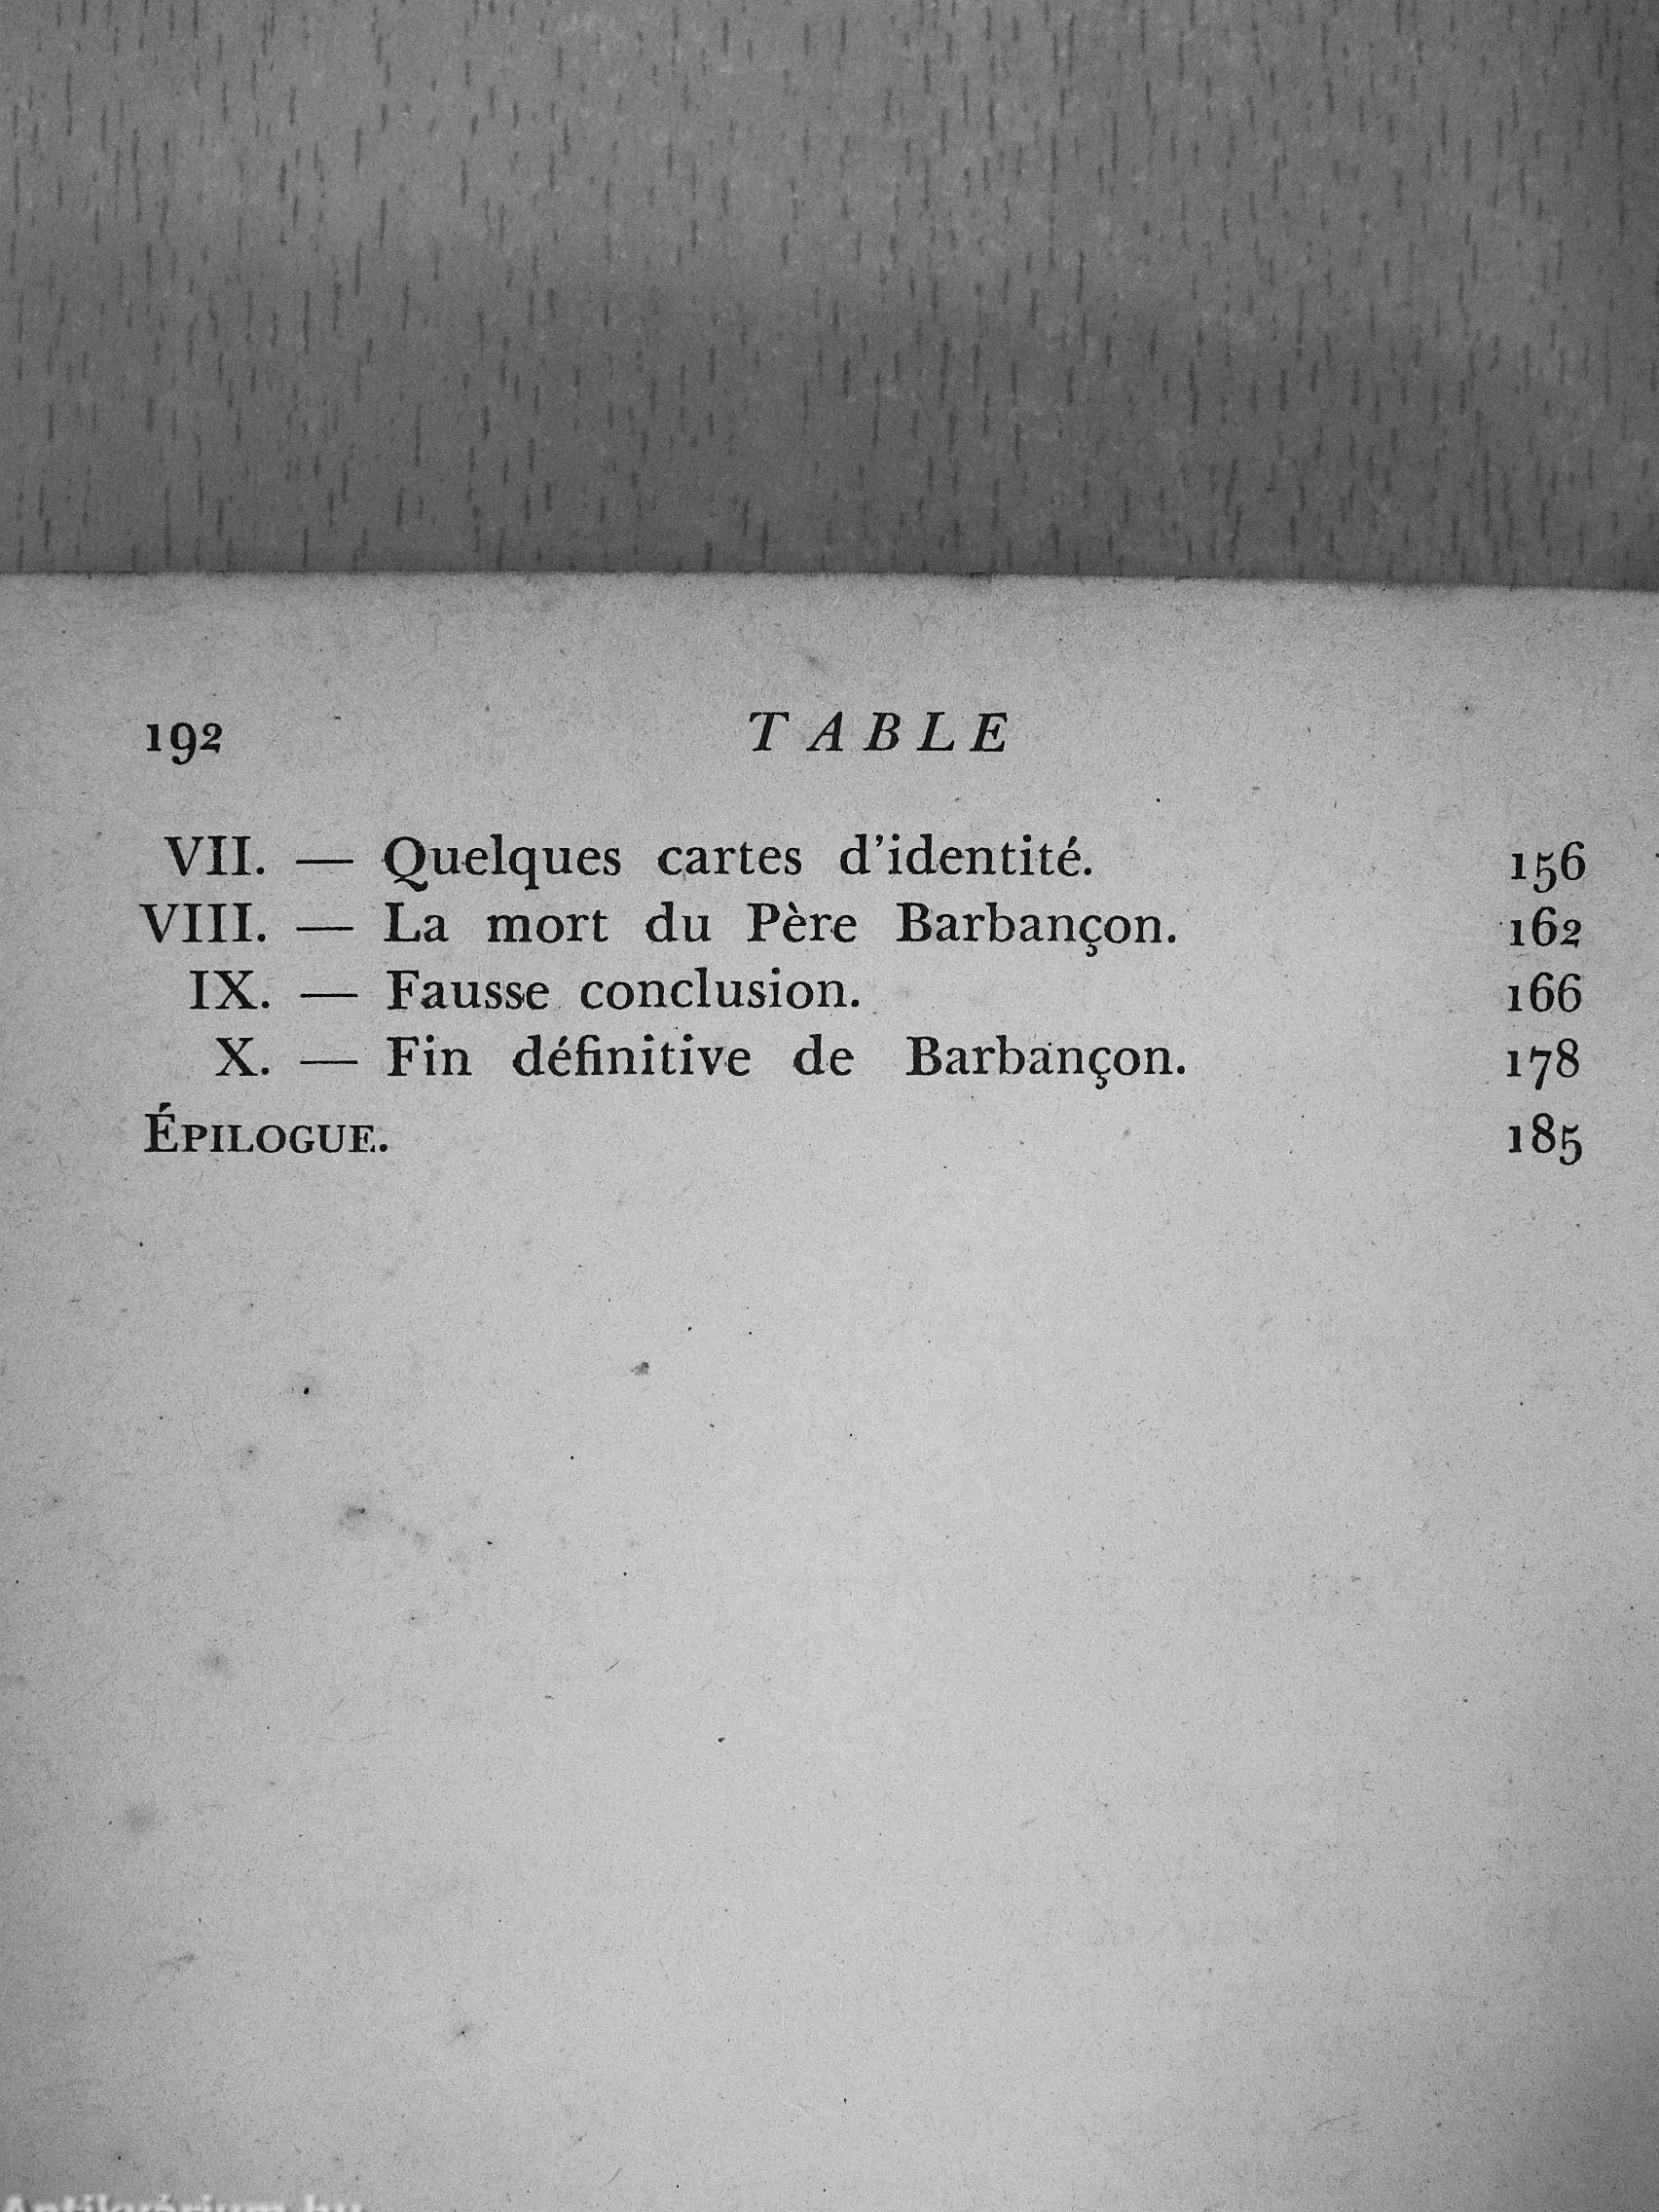 192 TABLE
VII. — Quelques cartes d'identité. 156
VIII. — La mort du Père Barbançon. 162
IX. — Fausse conclusion. 166
X. — Fin définitive de Barbançon. 178
ÉPILOGUE. 185